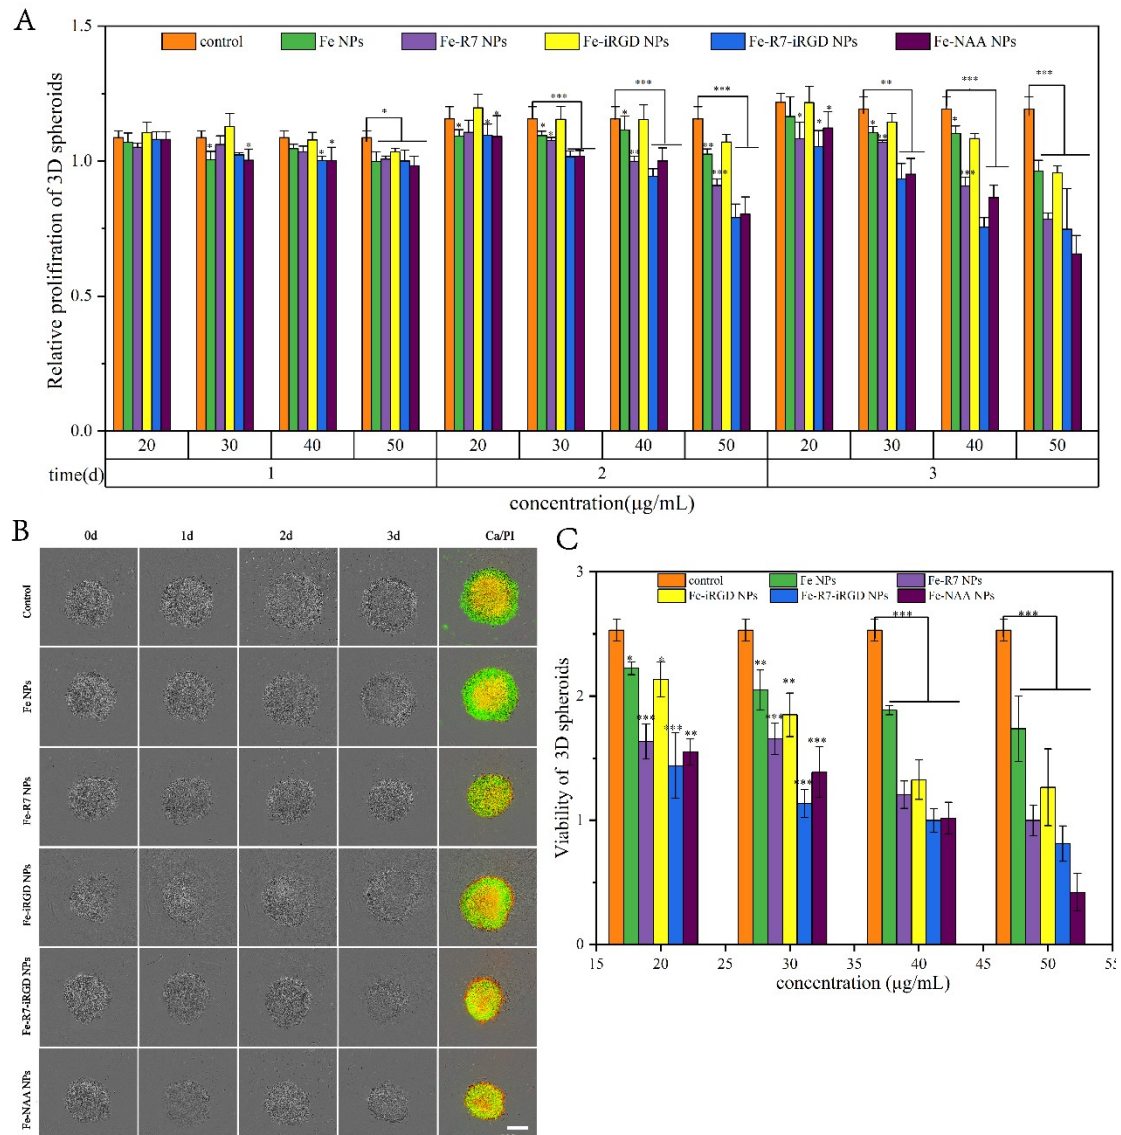 A
1.5
control Fe NPs Fe-R7 NPs Fe-iRGD NPs Fe-R7-iRGD NPs Fe-NAA NPs
*** ** *** ***
*** ***
*
1.0
0.5
0.0
Relative prolifiration of 3D spheroids
20 30 40 50 20 30 40 50 20 30 40 50
time(d) 1 2 3
concentration(μg/mL)
B
0d 1d 2d 3d Ca/PI
Control
Fe NPs
Fe-R7 NPs
Fe-iRGD NPs
Fe-R7-iRGD NPs
Fe-NAA NPs
C
3
control Fe NPs Fe-R7 NPs
Fe-iRGD NPs Fe-R7-iRGD NPs Fe-NAA NPs
*** ***
* * ** **
*** *** ** *** *** ***
2
1
0
Viability of 3D spheroids
15 20 25 30 35 40 45 50 55
concentration (μg/mL)